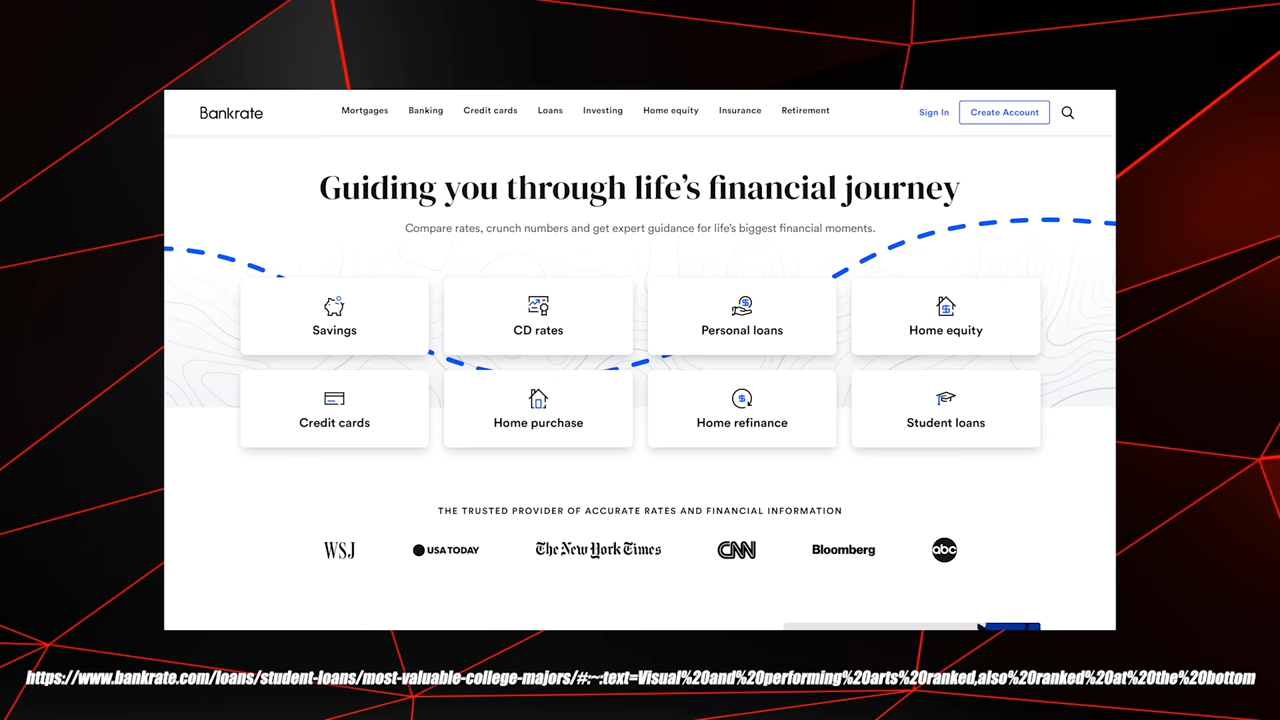 Bankrate
Mortgages Banking Credit cards Loans Investing Home equity Insurance Retirement
Sign In Create Account
Guiding you through life's financial journey
Compare rates, crunch numbers and get expert guidance for life's biggest financial moments.
Savings CD rates Personal loans Home equity
Credit cards Home purchase Home refinance Student loans
THE TRUSTED PROVIDER OF ACCURATE RATES AND FINANCIAL INFORMATION
WSJ USA TODAY The New York Times CNN Bloomberg abc
https://www.bankrate.com/loans/student-loans/most-valuable-college-majors/#:~:text=Visual%20and%20performing%20arts%20ranked,also%20ranked%20at%20the%20bottom